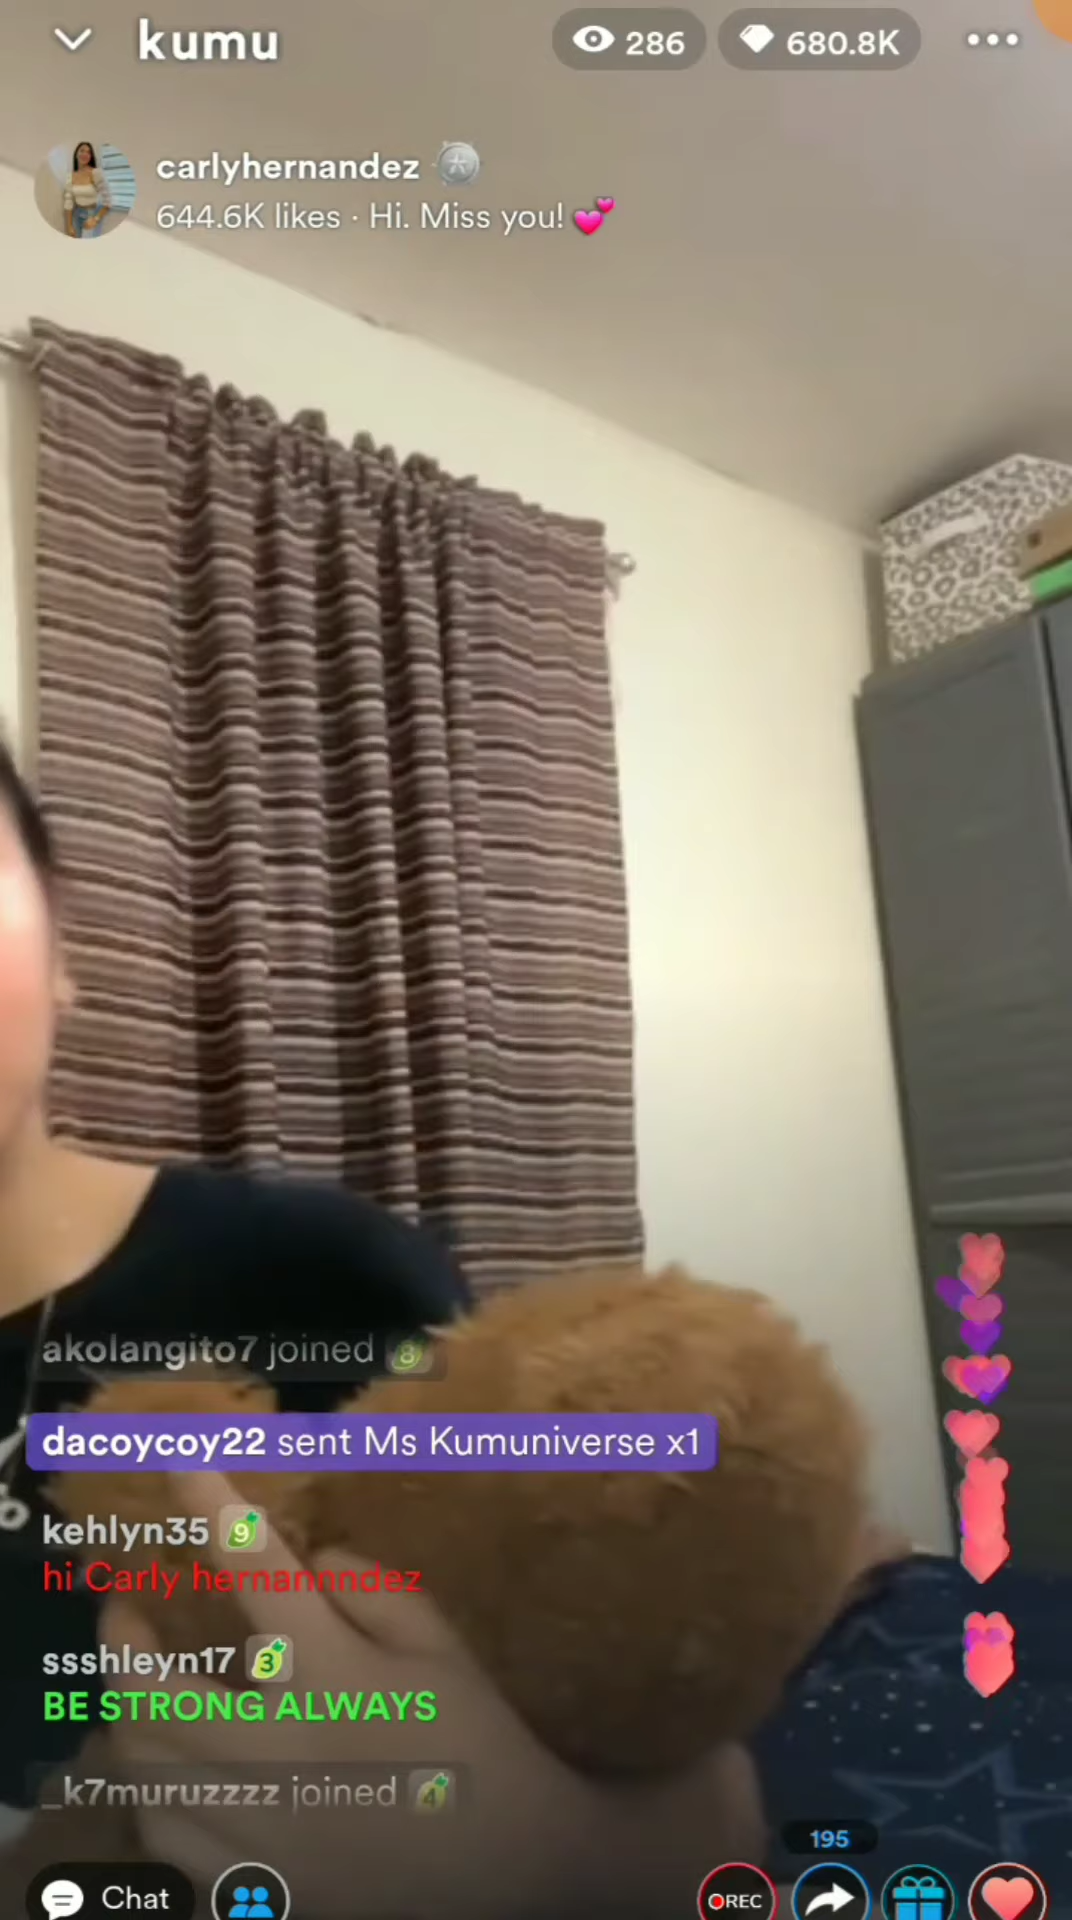 kumu
286
680.8K
carlyhernandez
644.6K likes · Hi. Miss you! 💕
akolangito7 joined 8
dacoycoy22 sent Ms Kumuniverse x1
kehlyn35 9
hi Carly hernannndez
ssshleyn17 3
BE STRONG ALWAYS
_k7muruzzzz joined 4
195
Chat
REC